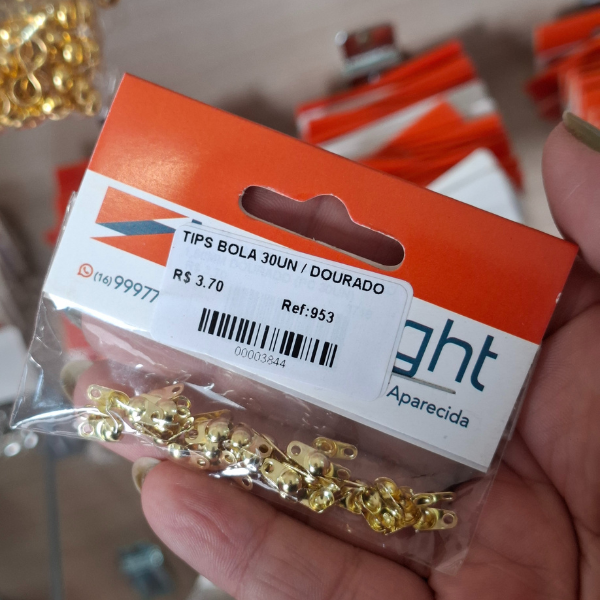 TIPS BOLA 30UN / DOURADO
R$ 3.70
Ref:953
00003844
(16) 99977
ght
Aparecida